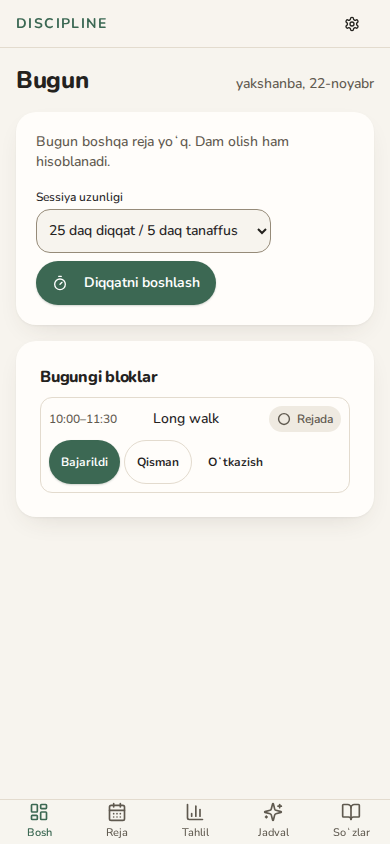 DISCIPLINE
Bugun
yakshanba, 22-noyabr
Bugun boshqa reja yoʻq. Dam olish ham
hisoblanadi.
Sessiya uzunligi
25 daq diqqat / 5 daq tanaffus
Diqqatni boshlash
Bugungi bloklar
10:00–11:30 Long walk Rejada
Bajarildi Qisman Oʻtkazish
Bosh Reja Tahlil Jadval Soʻzlar